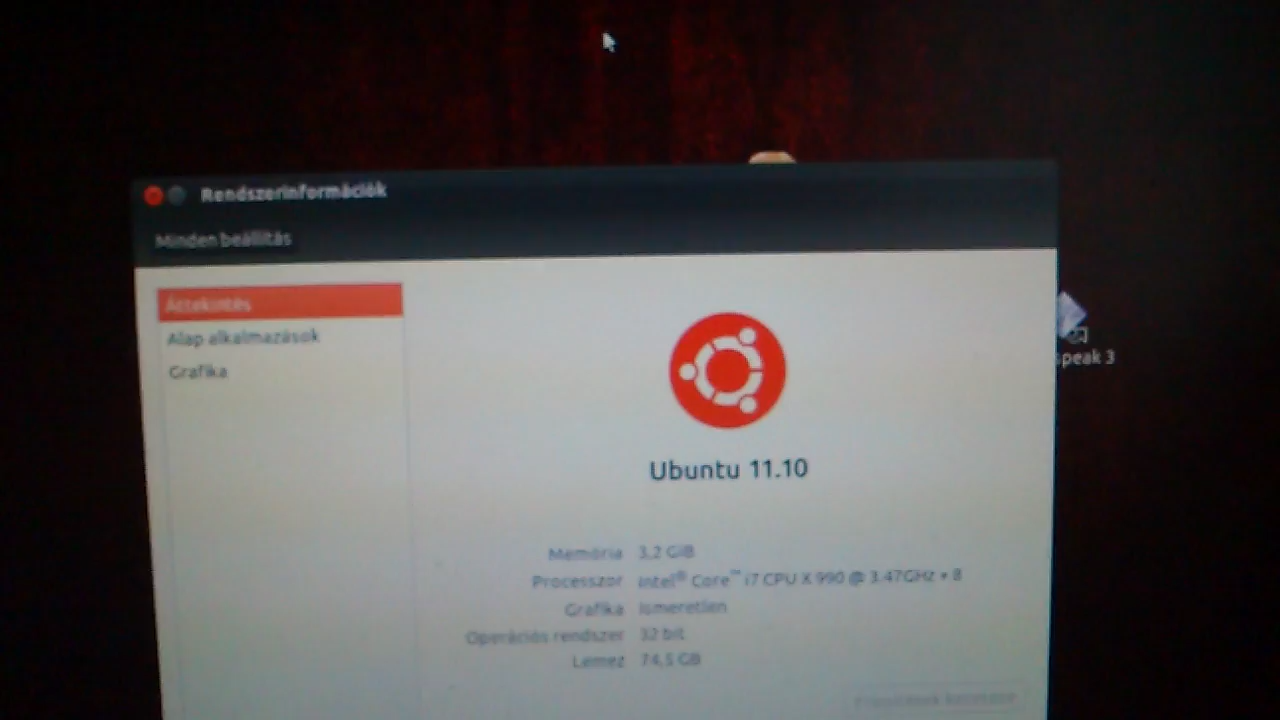 Rendszerinformációk
Minden beállítás
Áttekintés
Alap alkalmazások
Grafika
speak 3
Ubuntu 11.10
Memória 3,2 GiB
Processzor Intel® Core™ i7 CPU X 990 @ 3.47GHz × 8
Grafika Ismeretlen
Operációs rendszer 32 bit
Lemez 74,5 GB